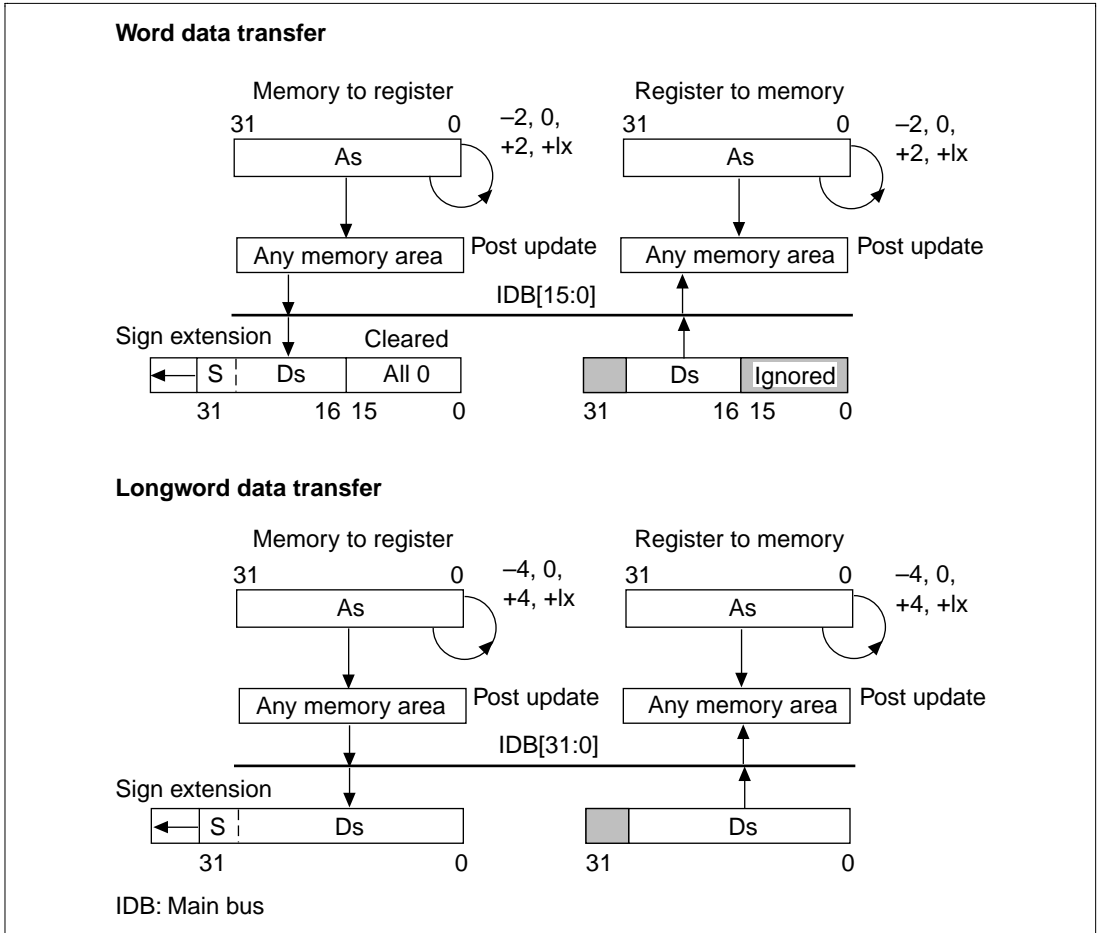 Word data transfer
Memory to register
Register to memory
31 0 –2, 0,
+2, +Ix
31 0 –2, 0,
+2, +Ix
As
As
Any memory area Post update
Any memory area Post update
IDB[15:0]
Sign extension Cleared
S Ds All 0
Ds Ignored
31 16 15 0
31 16 15 0
Longword data transfer
Memory to register
Register to memory
31 0 –4, 0,
+4, +Ix
31 0 –4, 0,
+4, +Ix
As
As
Any memory area Post update
Any memory area Post update
IDB[31:0]
Sign extension
S Ds
Ds
31 0
31 0
IDB: Main bus